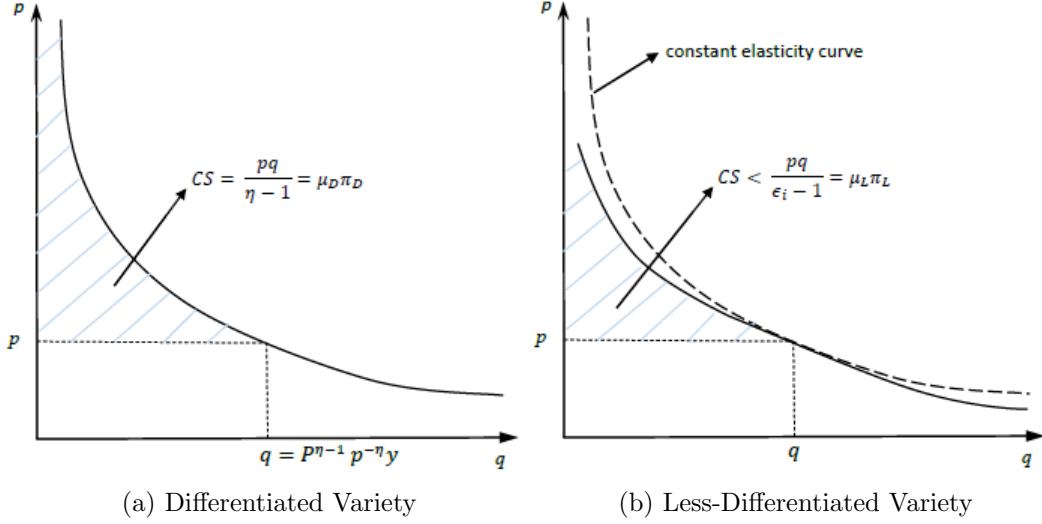 p
CS = pq / η − 1 = μ_D π_D
p
q = P^{η−1} p^{−η} y
q
(a) Differentiated Variety
p
constant elasticity curve
CS < pq / ϵ_i − 1 = μ_L π_L
p
q
q
(b) Less-Differentiated Variety